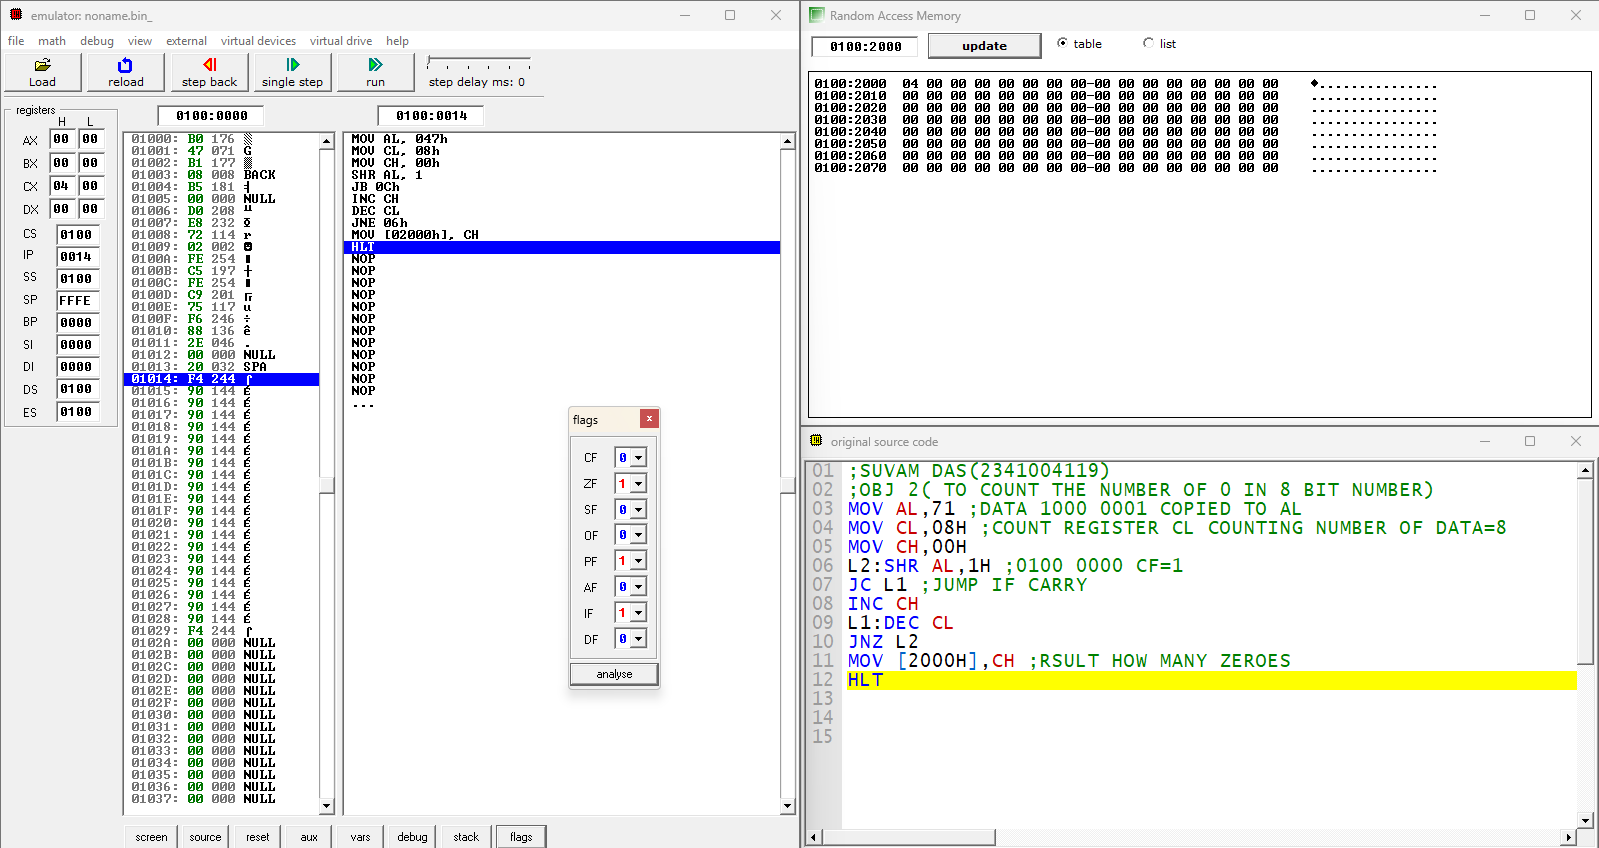 emulator: noname.bin_
file math debug view external virtual devices virtual drive help
Load reload step back single step run step delay ms: 0
registers
H L
AX 00 00
BX 00 00
CX 04 00
DX 00 00
CS 0100
IP 0014
SS 0100
SP FFFE
BP 0000
SI 0000
DI 0000
DS 0100
ES 0100
0100:0000
01000: B0 176 ▒
01001: 47 071 G
01002: B1 177 ▒
01003: 08 008 BACK
01004: B5 181 ╡
01005: 00 000 NULL
01006: D0 208 ╨
01007: E8 232 Φ
01008: 72 114 r
01009: 02 002 ☻
0100A: FE 254 ■
0100B: C5 197 ┼
0100C: FE 254 ■
0100D: C9 201 ╔
0100E: 75 117 u
0100F: F6 246 ÷
01010: 88 136 ê
01011: 2E 046 .
01012: 00 000 NULL
01013: 20 032 SPA
01014: F4 244 ⌠
01015: 90 144 É
01016: 90 144 É
01017: 90 144 É
01018: 90 144 É
01019: 90 144 É
0101A: 90 144 É
0101B: 90 144 É
0101C: 90 144 É
0101D: 90 144 É
0101E: 90 144 É
0101F: 90 144 É
01020: 90 144 É
01021: 90 144 É
01022: 90 144 É
01023: 90 144 É
01024: 90 144 É
01025: 90 144 É
01026: 90 144 É
01027: 90 144 É
01028: 90 144 É
01029: F4 244 ⌠
0102A: 00 000 NULL
0102B: 00 000 NULL
0102C: 00 000 NULL
0102D: 00 000 NULL
0102E: 00 000 NULL
0102F: 00 000 NULL
01030: 00 000 NULL
01031: 00 000 NULL
01032: 00 000 NULL
01033: 00 000 NULL
01034: 00 000 NULL
01035: 00 000 NULL
01036: 00 000 NULL
01037: 00 000 NULL
0100:0014
MOV AL, 047h
MOV CL, 08h
MOV CH, 00h
SHR AL, 1
JB 0Ch
INC CH
DEC CL
JNE 06h
MOV [02000h], CH
HLT
NOP
NOP
NOP
NOP
NOP
NOP
NOP
NOP
NOP
NOP
NOP
NOP
...
flags
CF 0
ZF 1
SF 0
OF 0
PF 1
AF 0
IF 1
DF 0
analyse
screen source reset aux vars debug stack flags
Random Access Memory
0100:2000 update table list
0100:2000 04 00 00 00 00 00 00 00-00 00 00 00 00 00 00 00 ♦...............
0100:2010 00 00 00 00 00 00 00 00-00 00 00 00 00 00 00 00 ................
0100:2020 00 00 00 00 00 00 00 00-00 00 00 00 00 00 00 00 ................
0100:2030 00 00 00 00 00 00 00 00-00 00 00 00 00 00 00 00 ................
0100:2040 00 00 00 00 00 00 00 00-00 00 00 00 00 00 00 00 ................
0100:2050 00 00 00 00 00 00 00 00-00 00 00 00 00 00 00 00 ................
0100:2060 00 00 00 00 00 00 00 00-00 00 00 00 00 00 00 00 ................
0100:2070 00 00 00 00 00 00 00 00-00 00 00 00 00 00 00 00 ................
original source code
01 ;SUVAM DAS(2341004119)
02 ;OBJ 2( TO COUNT THE NUMBER OF 0 IN 8 BIT NUMBER)
03 MOV AL,71 ;DATA 1000 0001 COPIED TO AL
04 MOV CL,08H ;COUNT REGISTER CL COUNTING NUMBER OF DATA=8
05 MOV CH,00H
06 L2:SHR AL,1H ;0100 0000 CF=1
07 JC L1 ;JUMP IF CARRY
08 INC CH
09 L1:DEC CL
10 JNZ L2
11 MOV [2000H],CH ;RSULT HOW MANY ZEROES
12 HLT
13
14
15